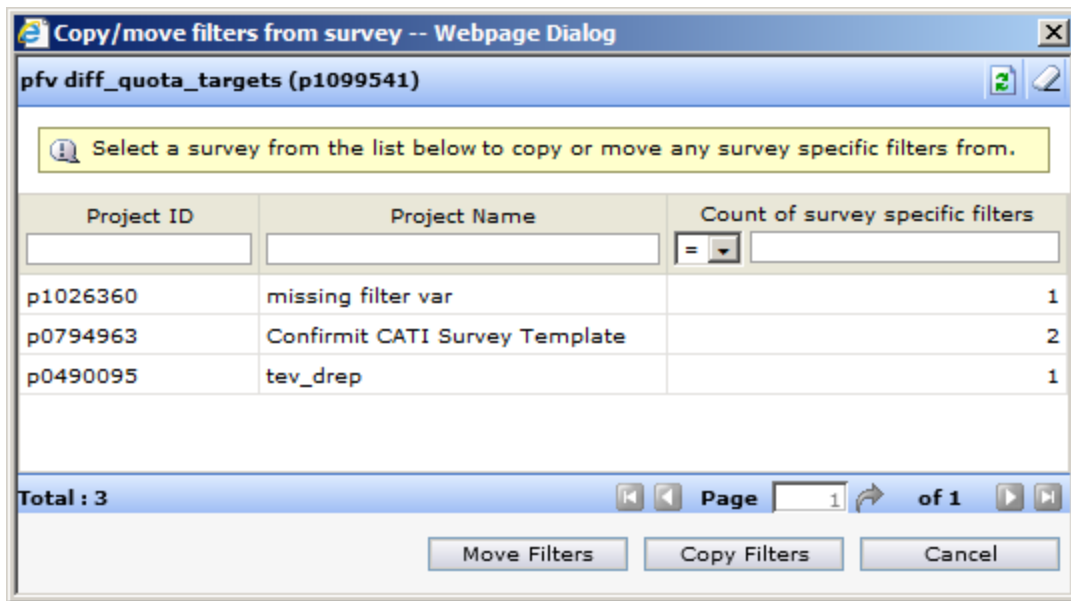 Copy/move filters from survey -- Webpage Dialog
pfv diff_quota_targets (p1099541)
Select a survey from the list below to copy or move any survey specific filters from.
Project ID Project Name Count of survey specific filters
=
p1026360 missing filter var 1
p0794963 Confirmit CATI Survey Template 2
p0490095 tev_drep 1
Total : 3 Page 1 of 1
Move Filters Copy Filters Cancel